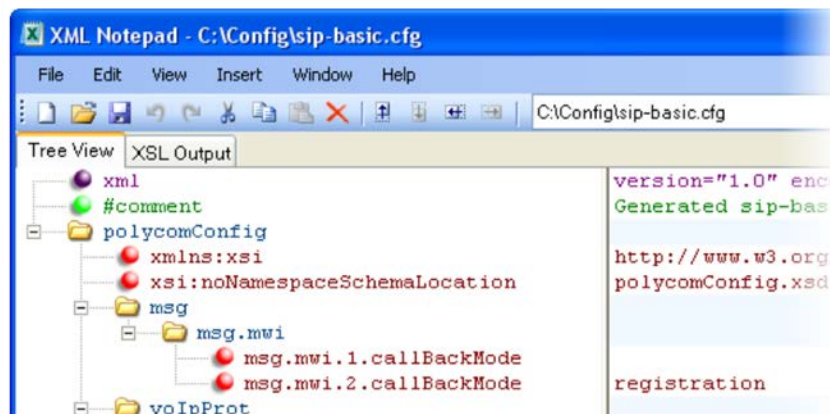 XML Notepad - C:\Config\sip-basic.cfg
File Edit View Insert Window Help
C:\Config\sip-basic.cfg
Tree View XSL Output
xml version="1.0" enc
#comment Generated sip-bas
polycomConfig
xmlns:xsi http://www.w3.org
xsi:noNamespaceSchemaLocation polycomConfig.xsd
msg
msg.mwi
msg.mwi.1.callBackMode
msg.mwi.2.callBackMode registration
voIpProt